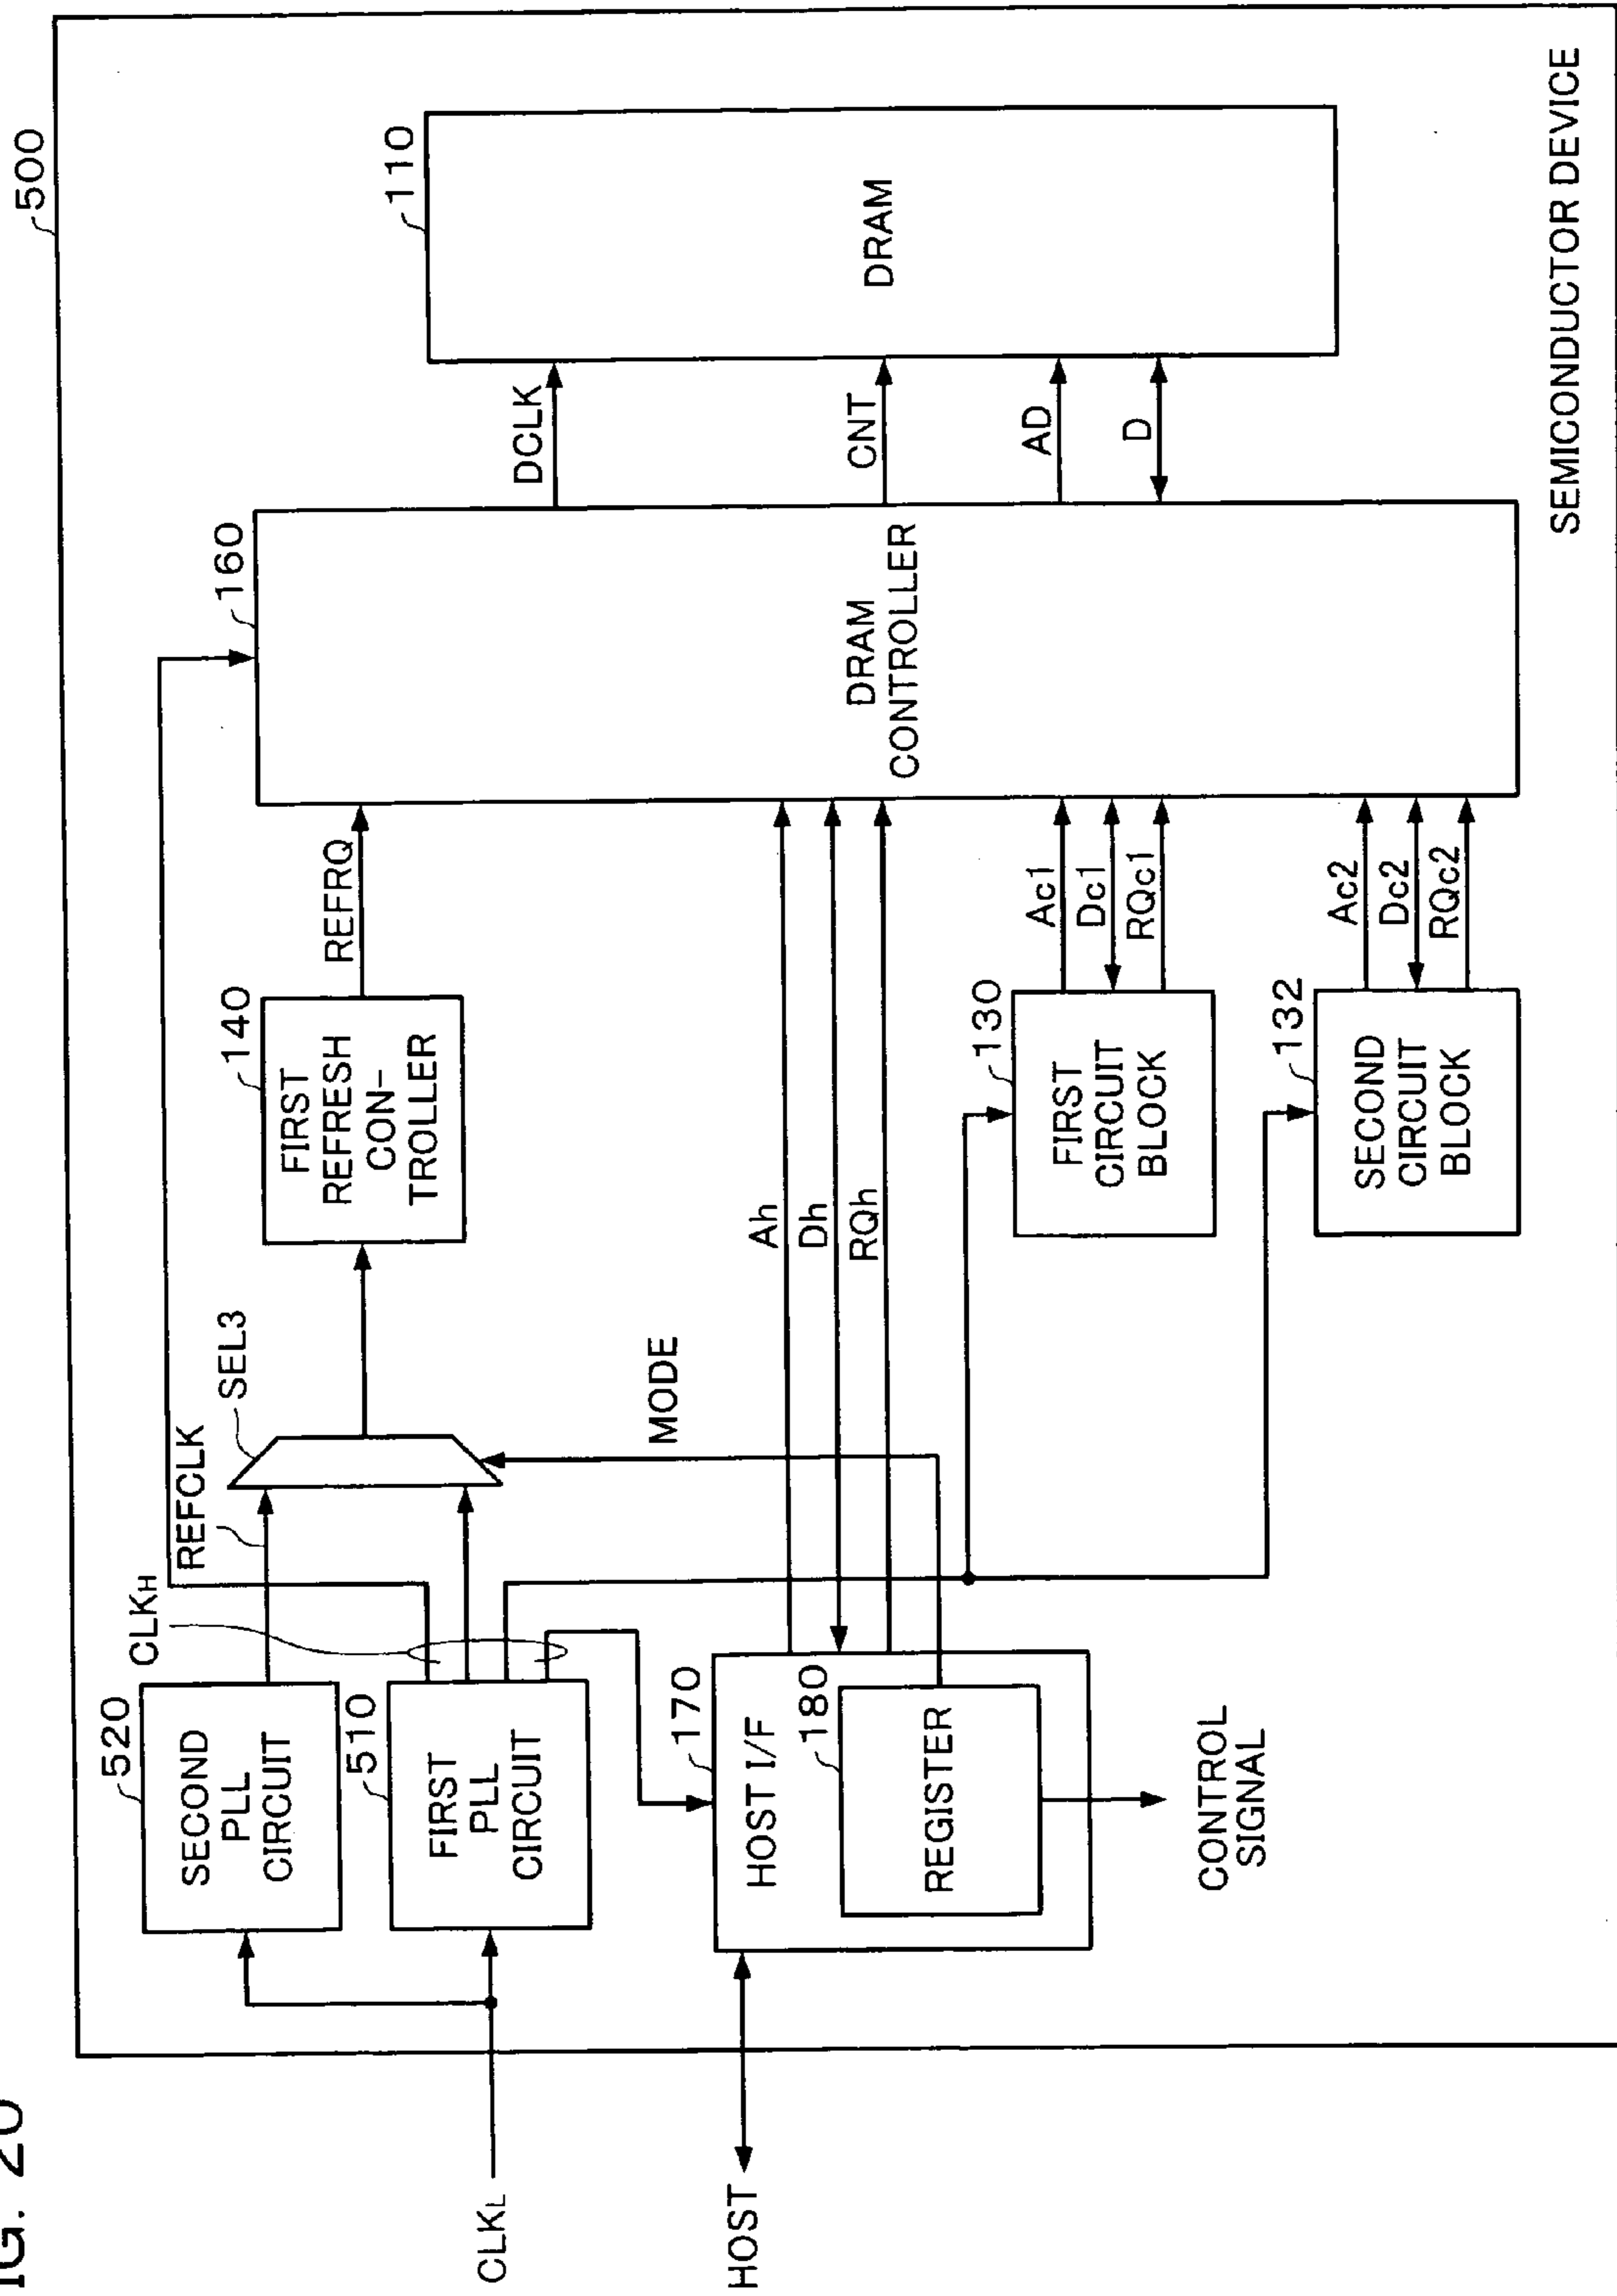 IG. 20
500
SEMICONDUCTOR DEVICE
520
SECOND
PLL
CIRCUIT
510
FIRST
PLL
CIRCUIT
CLKL
CLKH
REFCLK
SEL3
MODE
140
FIRST
REFRESH
CON-
TROLLER
REFRQ
160
DRAM
CONTROLLER
DCLK
CNT
AD
D
110
DRAM
HOST
170
HOST I/F
180
REGISTER
CONTROL
SIGNAL
Ah
Dh
RQh
130
FIRST
CIRCUIT
BLOCK
Ac1
Dc1
RQc1
132
SECOND
CIRCUIT
BLOCK
Ac2
Dc2
RQc2